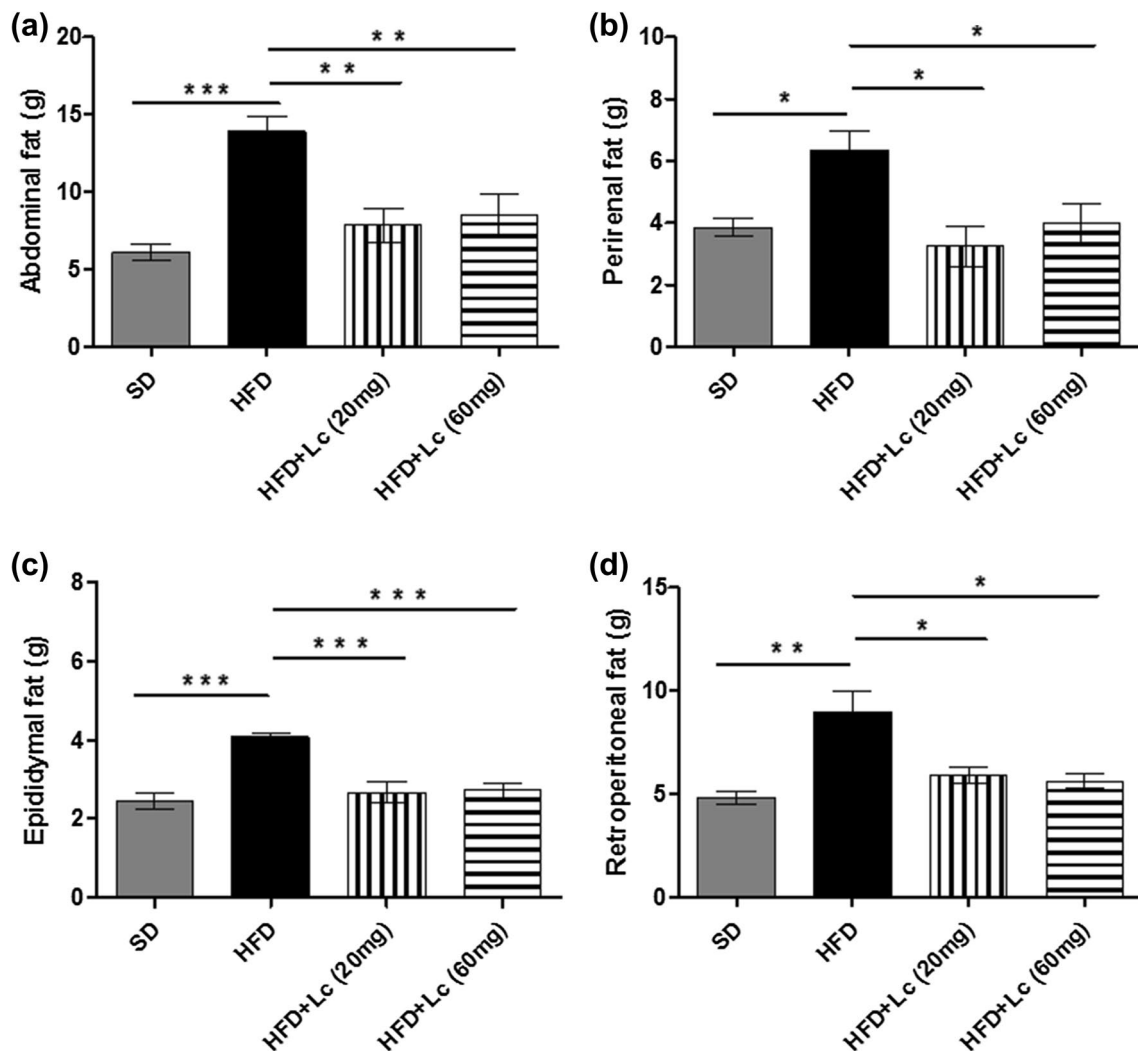 (a)
Abdominal fat (g)
20
15
10
5
0
***
* *
* *
SD
HFD
HFD+Lc (20mg)
HFD+Lc (60mg)
(b)
Perirenal fat (g)
10
8
6
4
2
0
*
*
*
SD
HFD
HFD+Lc (20mg)
HFD+Lc (60mg)
(c)
Epididymal fat (g)
8
6
4
2
0
***
* * *
* * *
SD
HFD
HFD+Lc (20mg)
HFD+Lc (60mg)
(d)
Retroperitoneal fat (g)
15
10
5
0
* *
*
*
SD
HFD
HFD+Lc (20mg)
HFD+Lc (60mg)